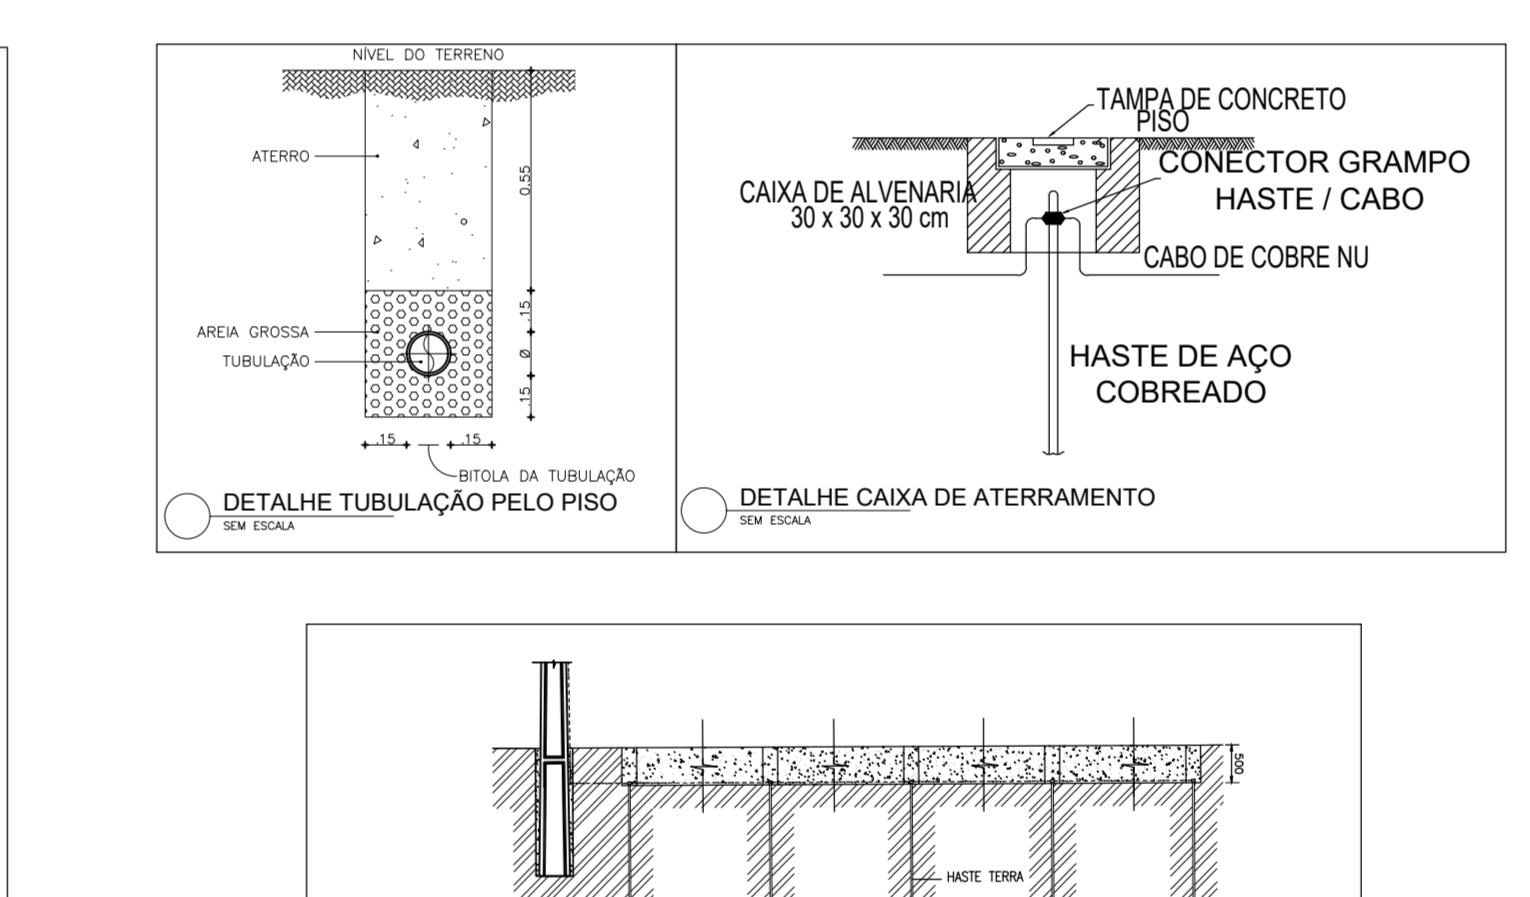 NÍVEL DO TERRENO
ATERRO
0.55
AREIA GROSSA
.15
TUBULAÇÃO
Ø
.15
.15
.15
BITOLA DA TUBULAÇÃO
DETALHE TUBULAÇÃO PELO PISO
SEM ESCALA
TAMPA DE CONCRETO
PISO
CONECTOR GRAMPO
HASTE / CABO
CAIXA DE ALVENARIA
30 x 30 x 30 cm
CABO DE COBRE NU
HASTE DE AÇO
COBREADO
DETALHE CAIXA DE ATERRAMENTO
SEM ESCALA
500
HASTE TERRA